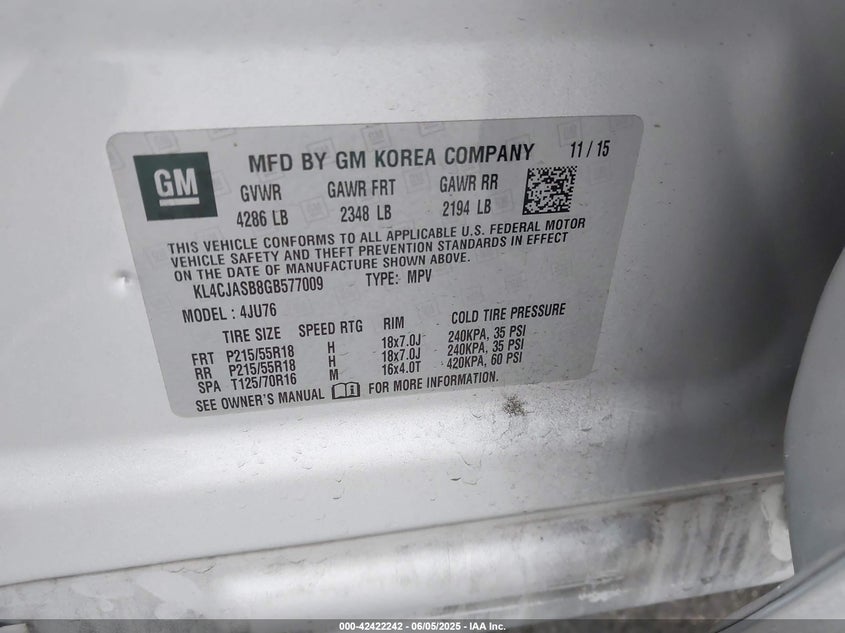 GM
MFD BY GM KOREA COMPANY 11 / 15
GVWR GAWR FRT GAWR RR
4286 LB 2348 LB 2194 LB
THIS VEHICLE CONFORMS TO ALL APPLICABLE U.S. FEDERAL MOTOR
VEHICLE SAFETY AND THEFT PREVENTION STANDARDS IN EFFECT
ON THE DATE OF MANUFACTURE SHOWN ABOVE.
KL4CJASB8GB577009 TYPE: MPV
MODEL : 4JU76
TIRE SIZE SPEED RTG RIM COLD TIRE PRESSURE
FRT P215/55R18 H 18x7.0J 240KPA, 35 PSI
RR P215/55R18 H 18x7.0J 240KPA, 35 PSI
SPA T125/70R16 M 16x4.0T 420KPA, 60 PSI
SEE OWNER'S MANUAL FOR MORE INFORMATION.
000-42422242 - 06/05/2025 - IAA Inc.